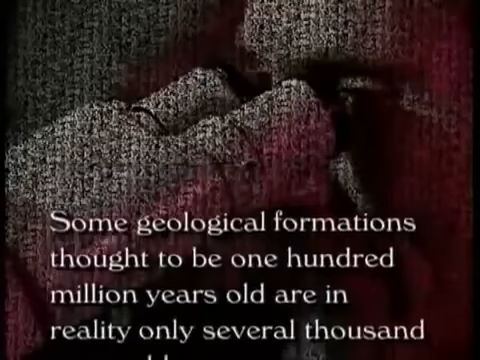 Some geological formations
thought to be one hundred
million years old are in
reality only several thousand